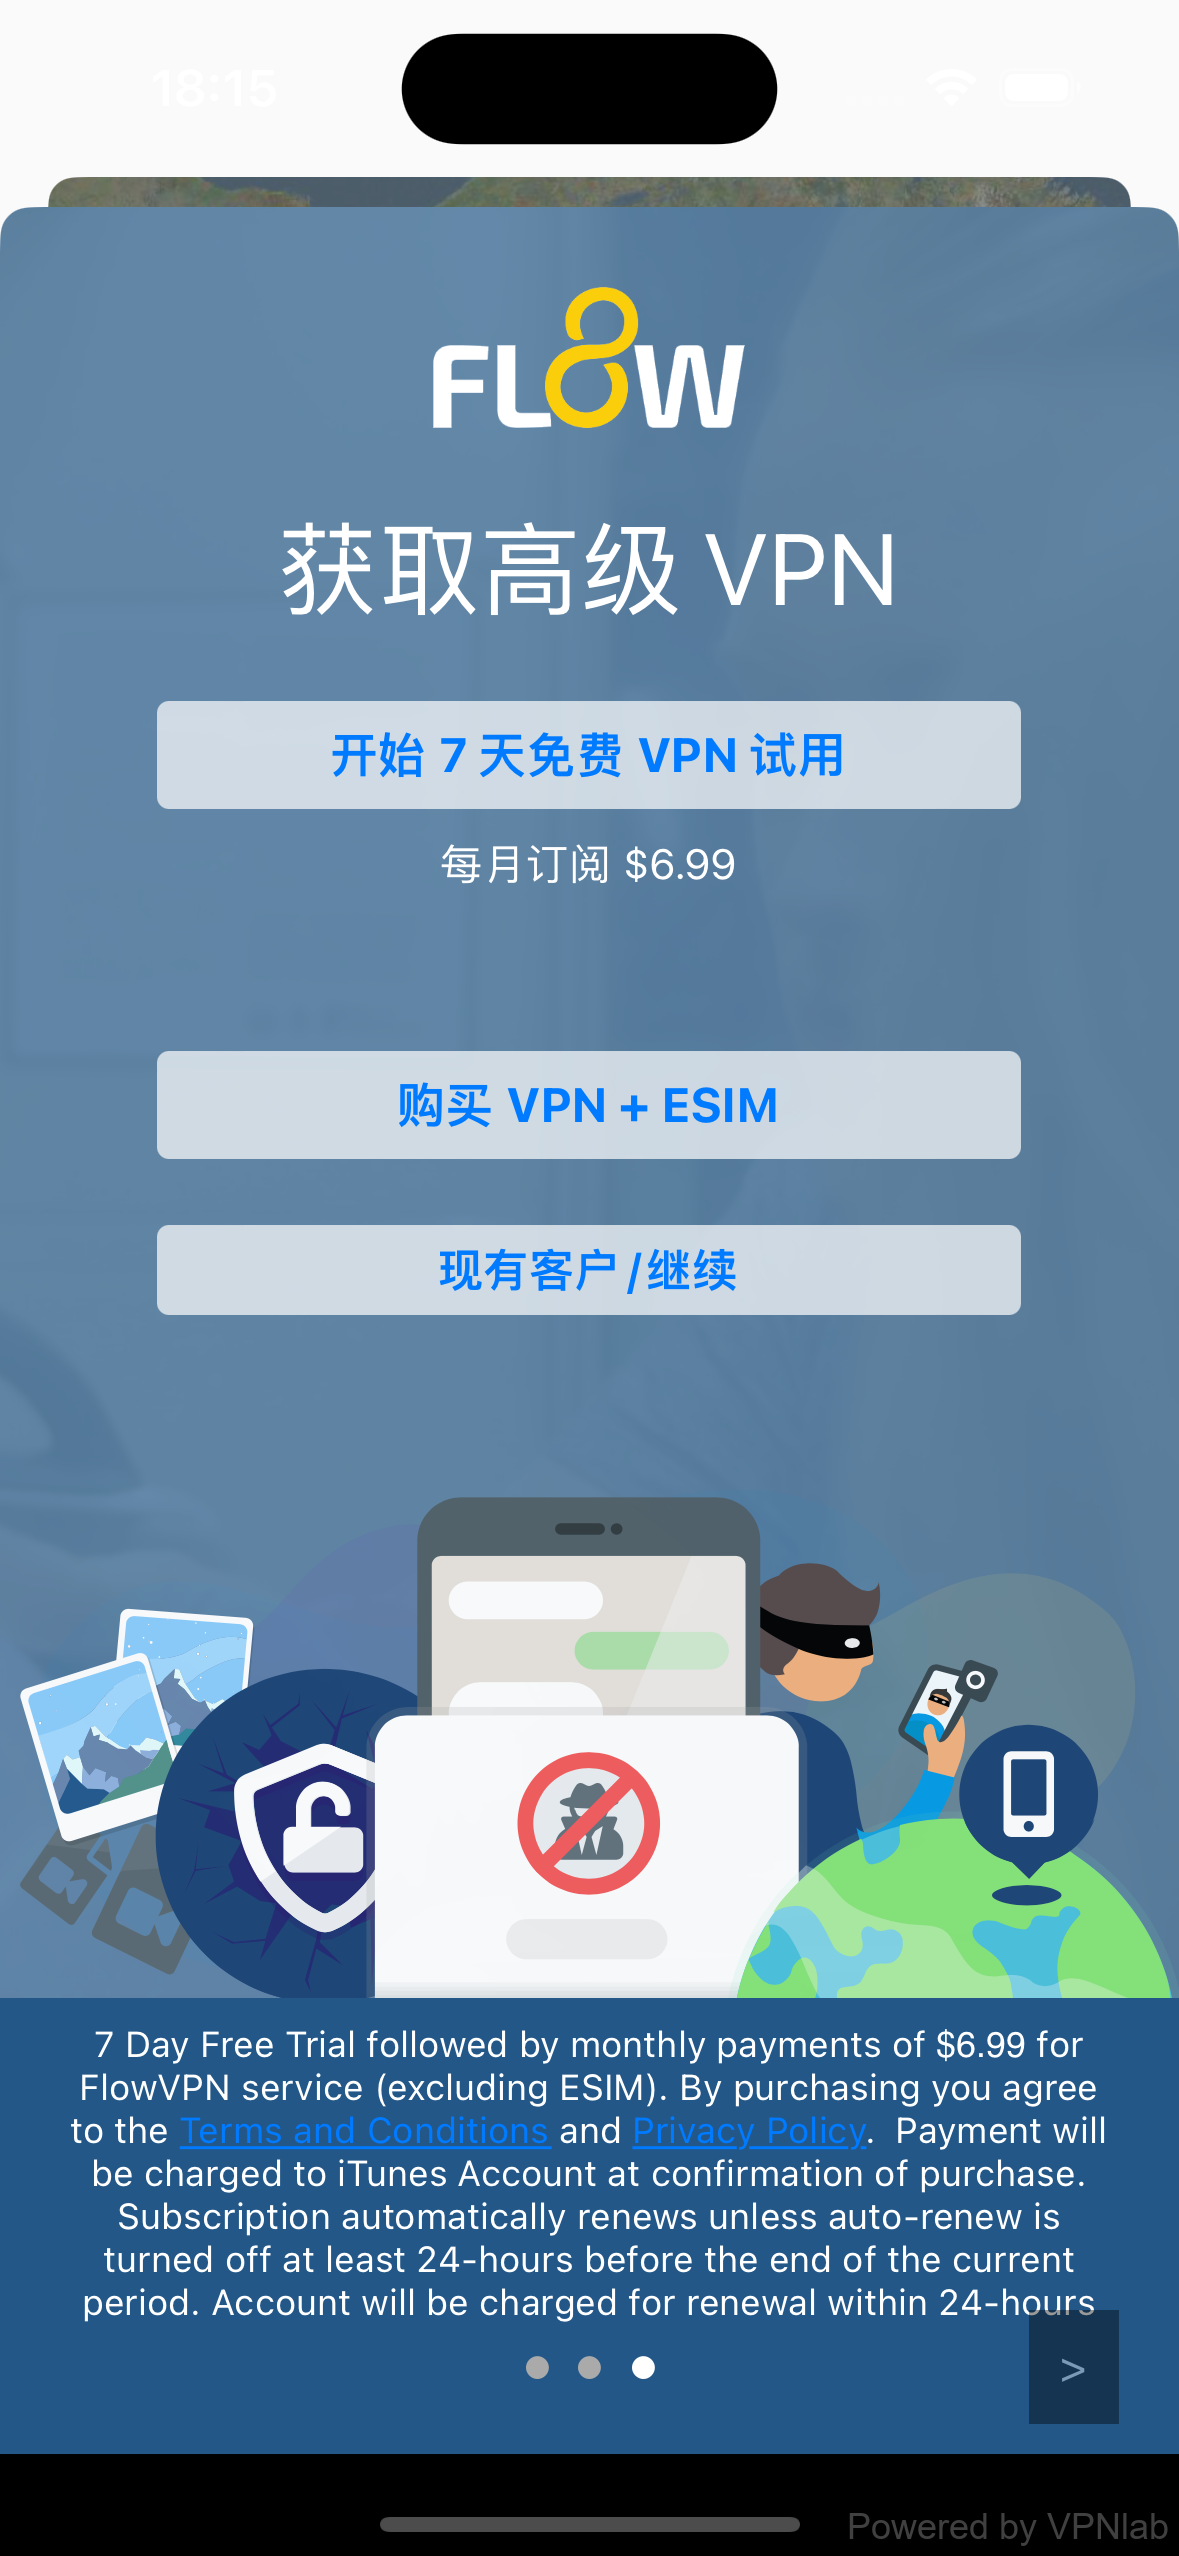 18:15
FLOW
获取高级 VPN
开始 7 天免费 VPN 试用
每月订阅 $6.99
购买 VPN + ESIM
现有客户/继续
7 Day Free Trial followed by monthly payments of $6.99 for
FlowVPN service (excluding ESIM). By purchasing you agree
to the Terms and Conditions and Privacy Policy.  Payment will
be charged to iTunes Account at confirmation of purchase.
Subscription automatically renews unless auto-renew is
turned off at least 24-hours before the end of the current
period. Account will be charged for renewal within 24-hours
>
Powered by VPNlab